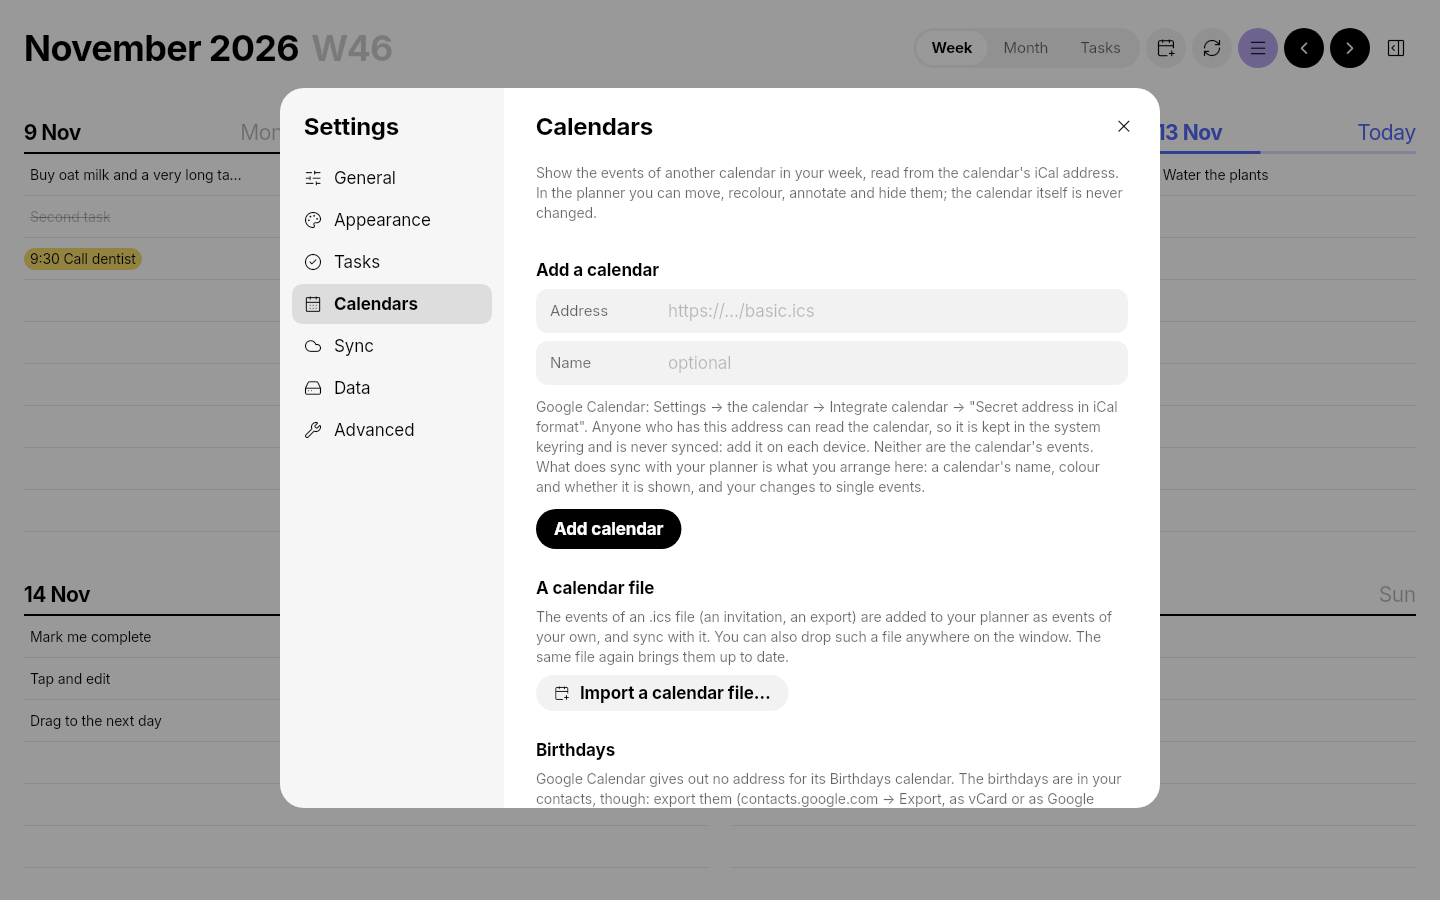 November 2026 W46
Week Month Tasks
9 Nov Mon
13 Nov Today
Buy oat milk and a very long ta...
Water the plants
Second task
9:30 Call dentist
14 Nov
Sun
Mark me complete
Tap and edit
Drag to the next day
Settings
General
Appearance
Tasks
Calendars
Sync
Data
Advanced
Calendars
Show the events of another calendar in your week, read from the calendar's iCal address.
In the planner you can move, recolour, annotate and hide them; the calendar itself is never
changed.
Add a calendar
Address https://.../basic.ics
Name optional
Google Calendar: Settings → the calendar → Integrate calendar → "Secret address in iCal
format". Anyone who has this address can read the calendar, so it is kept in the system
keyring and is never synced: add it on each device. Neither are the calendar's events.
What does sync with your planner is what you arrange here: a calendar's name, colour
and whether it is shown, and your changes to single events.
Add calendar
A calendar file
The events of an .ics file (an invitation, an export) are added to your planner as events of
your own, and sync with it. You can also drop such a file anywhere on the window. The
same file again brings them up to date.
Import a calendar file...
Birthdays
Google Calendar gives out no address for its Birthdays calendar. The birthdays are in your
contacts, though: export them (contacts.google.com → Export, as vCard or as Google